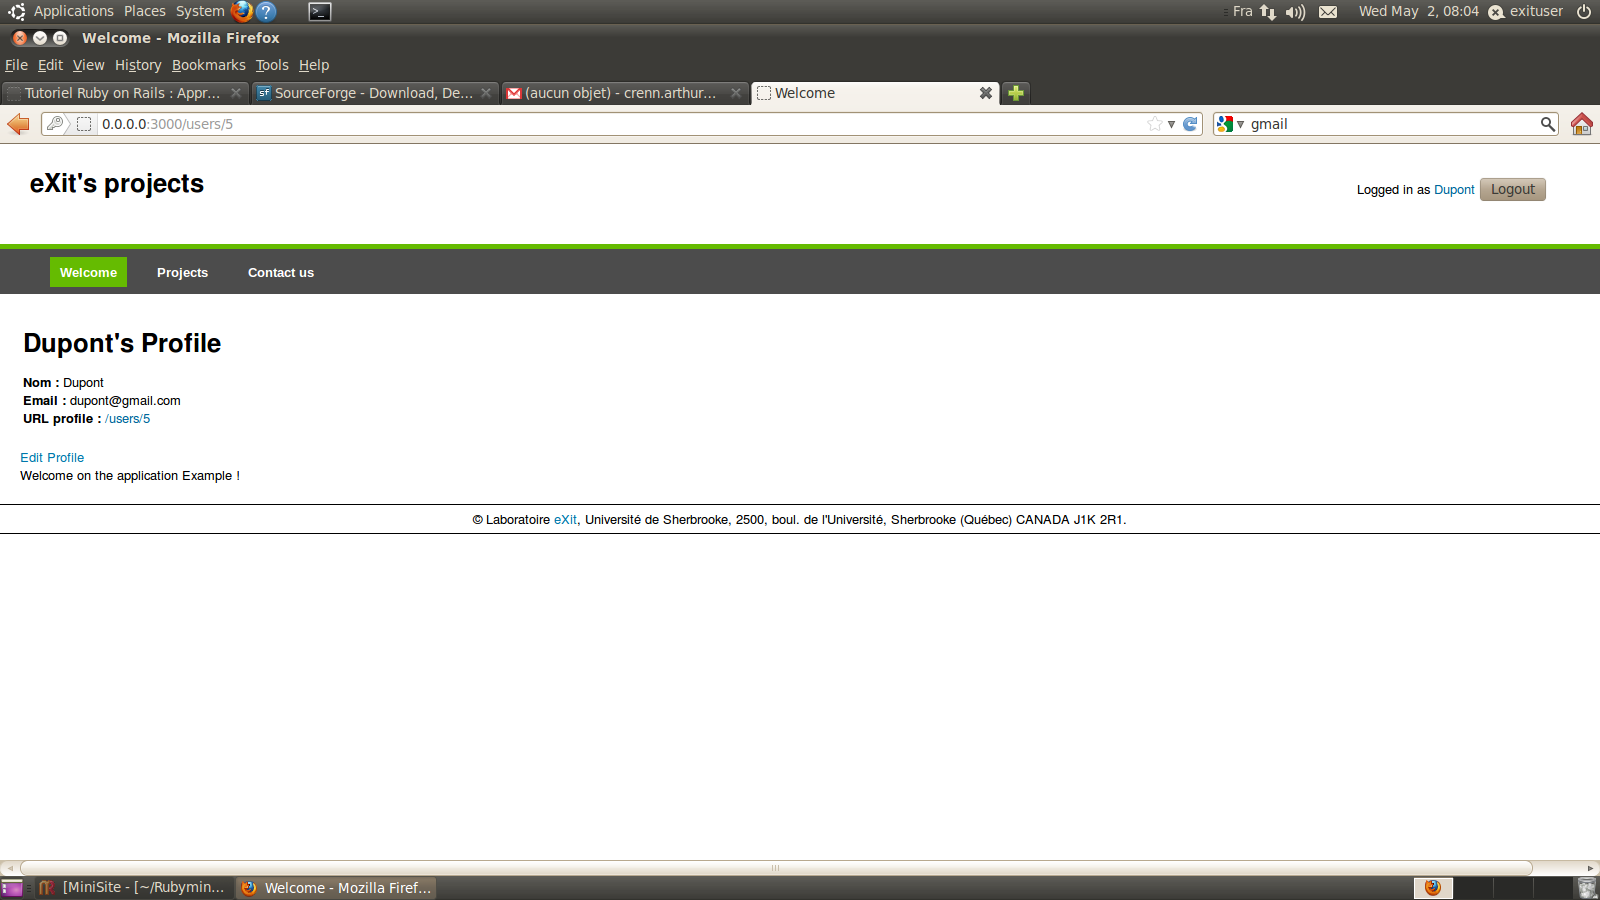 Applications Places System
Fra Wed May 2, 08:04 exituser
Welcome - Mozilla Firefox
File Edit View History Bookmarks Tools Help
Tutoriel Ruby on Rails : Appr...
SourceForge - Download, De...
(aucun objet) - crenn.arthur...
Welcome
0.0.0.0:3000/users/5
gmail
eXit's projects
Logged in as Dupont Logout
Welcome Projects Contact us
Dupont's Profile
Nom : Dupont
Email : dupont@gmail.com
URL profile : /users/5
Edit Profile
Welcome on the application Example !
© Laboratoire eXit, Université de Sherbrooke, 2500, boul. de l'Université, Sherbrooke (Québec) CANADA J1K 2R1.
[MiniSite - [~/Rubymin...
Welcome - Mozilla Firef...